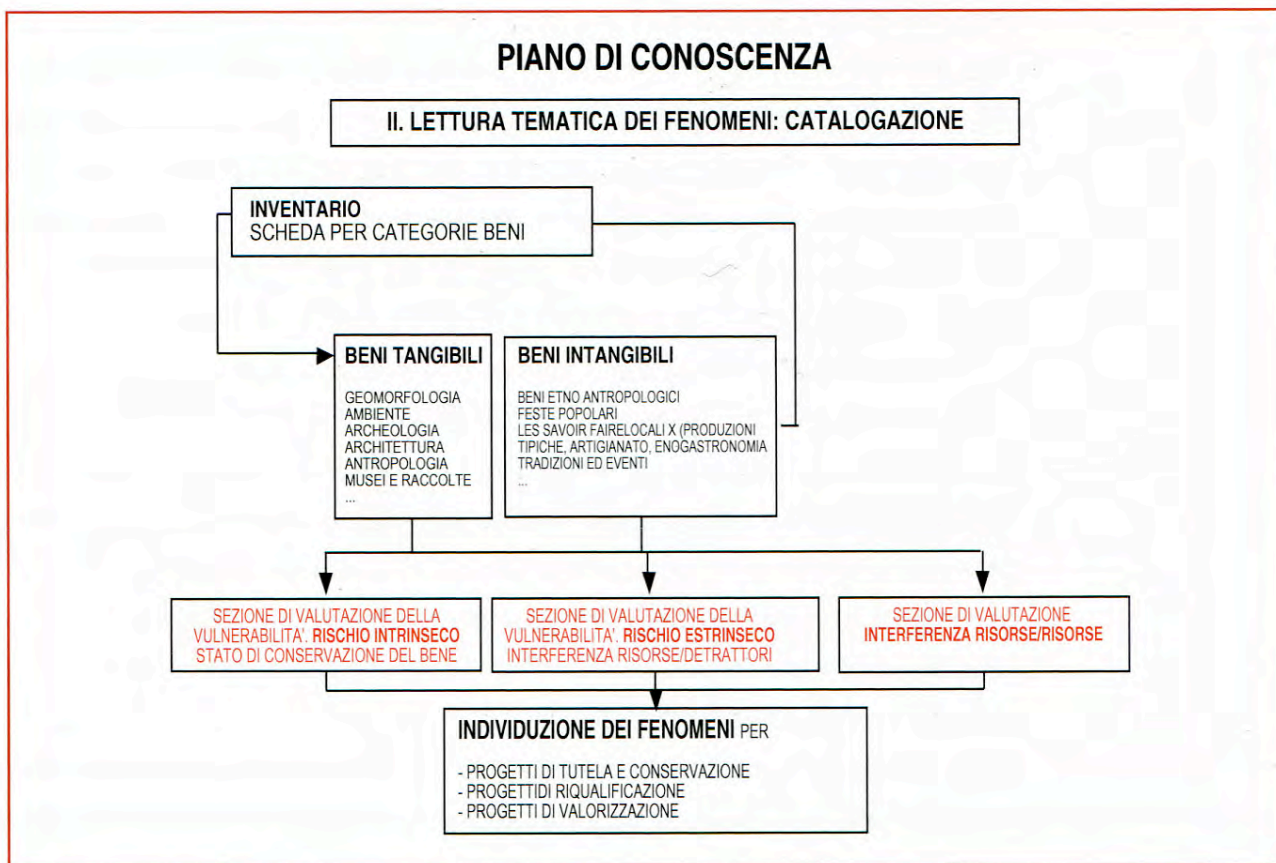 PIANO DI CONOSCENZA
II. LETTURA TEMATICA DEI FENOMENI: CATALOGAZIONE
INVENTARIO
SCHEDA PER CATEGORIE BENI
BENI TANGIBILI
GEOMORFOLOGIA
AMBIENTE
ARCHEOLOGIA
ARCHITETTURA
ANTROPOLOGIA
MUSEI E RACCOLTE
...
BENI INTANGIBILI
BENI ETNO ANTROPOLOGICI
FESTE POPOLARI
LES SAVOIR FAIRELOCALI X (PRODUZIONI
TIPICHE, ARTIGIANATO, ENOGASTRONOMIA
TRADIZIONI ED EVENTI
...
SEZIONE DI VALUTAZIONE DELLA
VULNERABILITA'. RISCHIO INTRINSECO
STATO DI CONSERVAZIONE DEL BENE
SEZIONE DI VALUTAZIONE DELLA
VULNERABILITA'. RISCHIO ESTRINSECO
INTERFERENZA RISORSE/DETRATTORI
SEZIONE DI VALUTAZIONE
INTERFERENZA RISORSE/RISORSE
INDIVIDUZIONE DEI FENOMENI PER
- PROGETTI DI TUTELA E CONSERVAZIONE
- PROGETTIDI RIQUALIFICAZIONE
- PROGETTI DI VALORIZZAZIONE